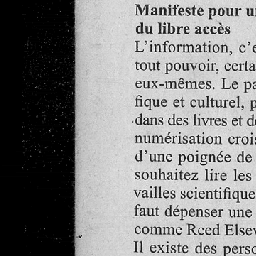 Manifeste pour u
du libre accès
L'information, c'e
tout pouvoir, certa
eux-mêmes. Le pa
fique et culturel, p
dans des livres et d
numérisation crois
d'une poignée de
souhaitez lire les
vailles scientifique
faut dépenser une
comme Reed Elsev
Il existe des perso